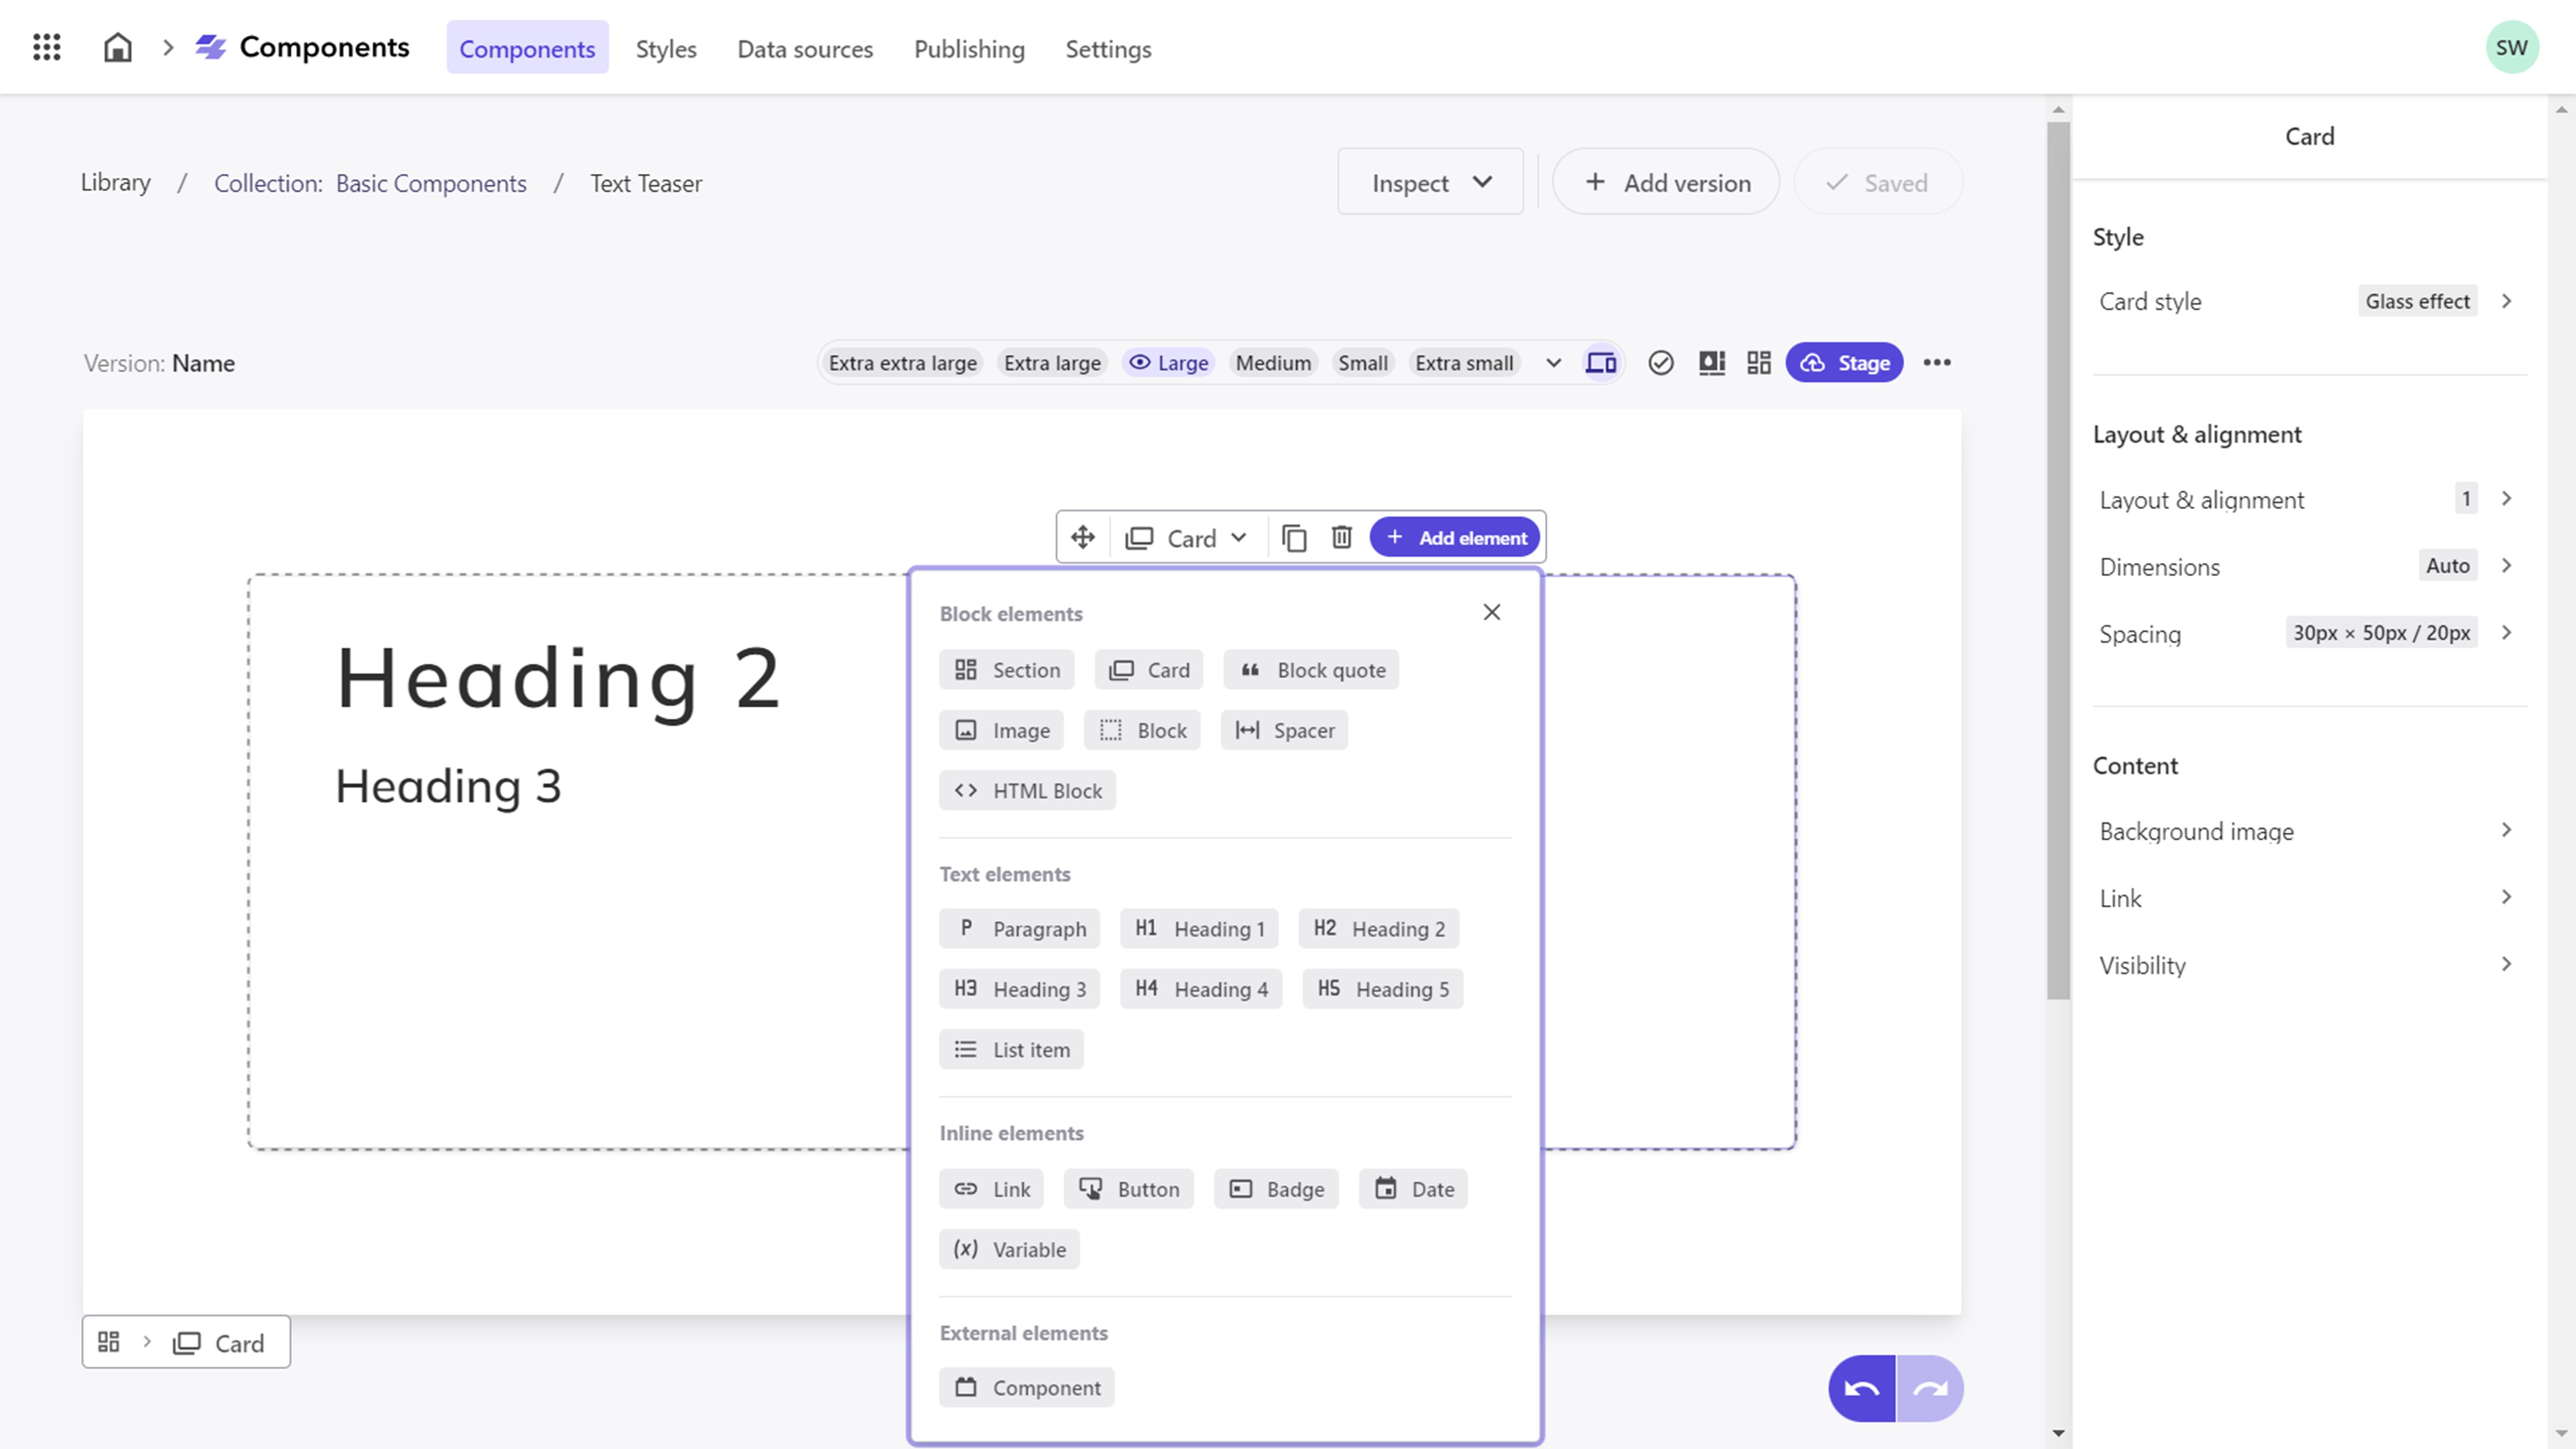 Components Components Styles Data sources Publishing Settings SW
Card
Library / Collection: Basic Components / Text Teaser Inspect + Add version Saved
Style
Card style Glass effect
Version: Name Extra extra large Extra large Large Medium Small Extra small Stage
Layout & alignment
Layout & alignment 1
Dimensions Auto
Spacing 30px × 50px / 20px
Content
Background image
Link
Visibility
Card + Add element
Heading 2
Heading 3
Block elements
Section Card Block quote
Image Block Spacer
HTML Block
Text elements
P Paragraph H1 Heading 1 H2 Heading 2
H3 Heading 3 H4 Heading 4 H5 Heading 5
List item
Inline elements
Link Button Badge Date
(x) Variable
External elements
Component
Card